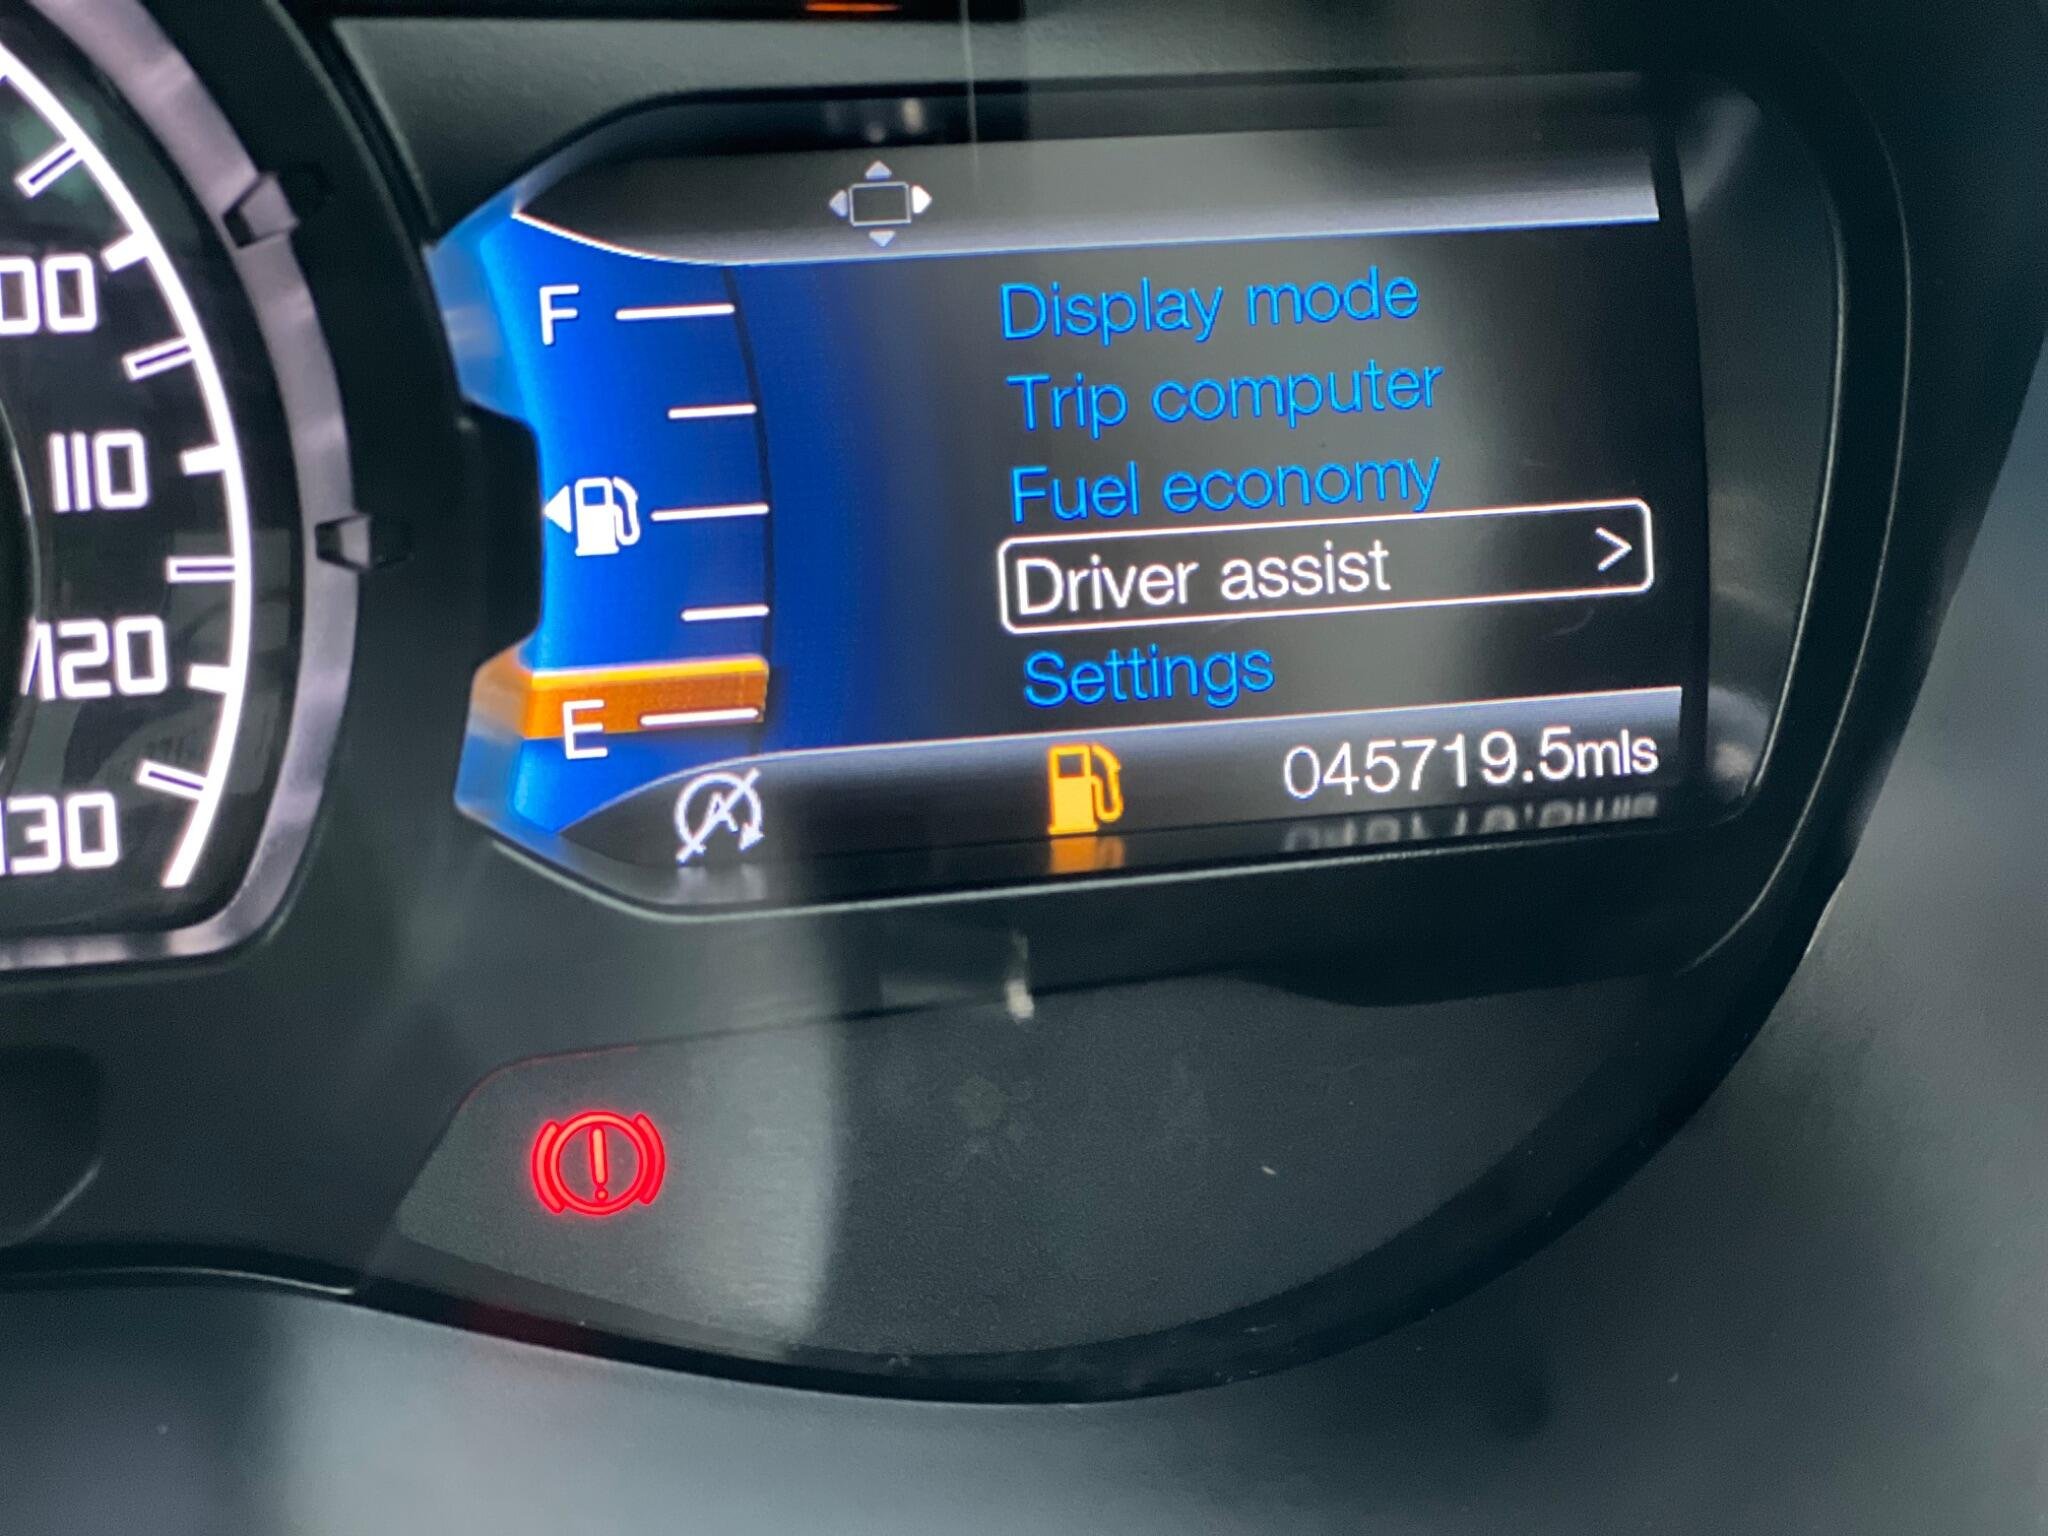 00
110
120
130
F
E
Display mode
Trip computer
Fuel economy
Driver assist >
Settings
A
045719.5mls
!